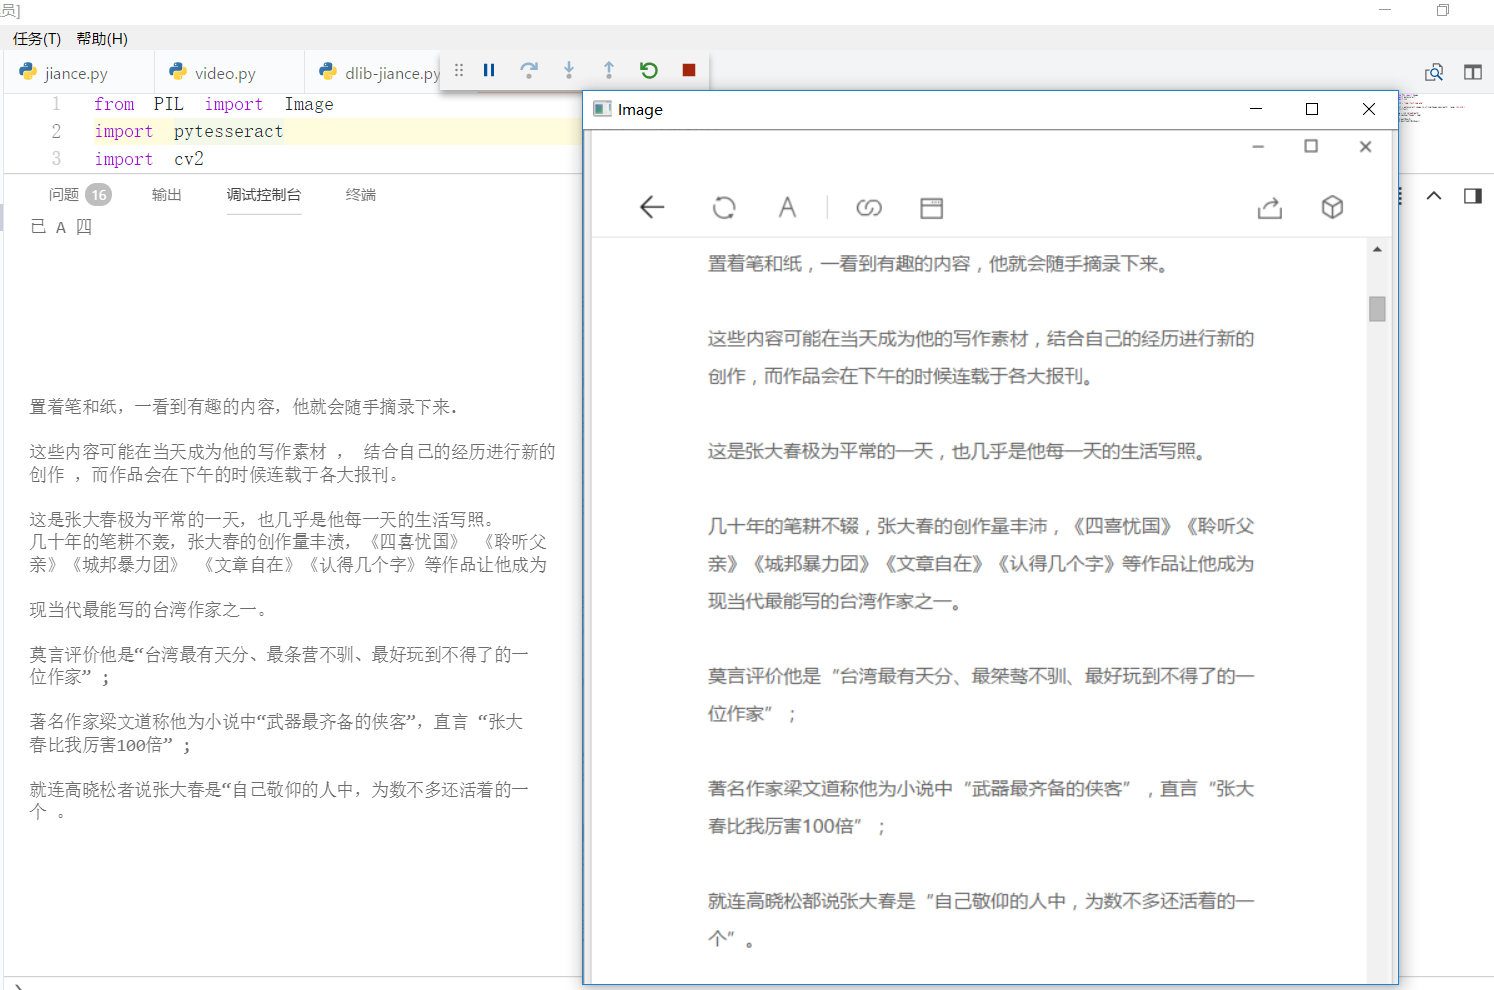 员]
任务(T) 帮助(H)
jiance.py video.py dlib-jiance.py
1 from PIL import Image
2 import pytesseract
3 import cv2
问题 16 输出 调试控制台 终端
已 A 四
置着笔和纸，一看到有趣的内容，他就会随手摘录下来.
这些内容可能在当天成为他的写作素材 ， 结合自己的经历进行新的
创作 ，而作品会在下午的时候连载于各大报刊。
这是张大春极为平常的一天，也几乎是他每一天的生活写照。
几十年的笔耕不轰，张大春的创作量丰渍，《四喜忧国》 《聆听父
亲》《城邦暴力团》 《文章自在》《认得几个字》等作品让他成为
现当代最能写的台湾作家之一。
莫言评价他是“台湾最有天分、最条营不驯、最好玩到不得了的一
位作家” ;
著名作家梁文道称他为小说中“武器最齐备的侠客”，直言 “张大
春比我厉害100倍” ;
就连高晓松者说张大春是“自己敬仰的人中，为数不多还活着的一
个 。
Image
A
置着笔和纸，一看到有趣的内容，他就会随手摘录下来。
这些内容可能在当天成为他的写作素材，结合自己的经历进行新的
创作，而作品会在下午的时候连载于各大报刊。
这是张大春极为平常的一天，也几乎是他每一天的生活写照。
几十年的笔耕不辍，张大春的创作量丰沛，《四喜忧国》《聆听父
亲》《城邦暴力团》《文章自在》《认得几个字》等作品让他成为
现当代最能写的台湾作家之一。
莫言评价他是“台湾最有天分、最桀骜不驯、最好玩到不得了的一
位作家”；
著名作家梁文道称他为小说中“武器最齐备的侠客”，直言“张大
春比我厉害100倍”；
就连高晓松都说张大春是“自己敬仰的人中，为数不多还活着的一
个”。